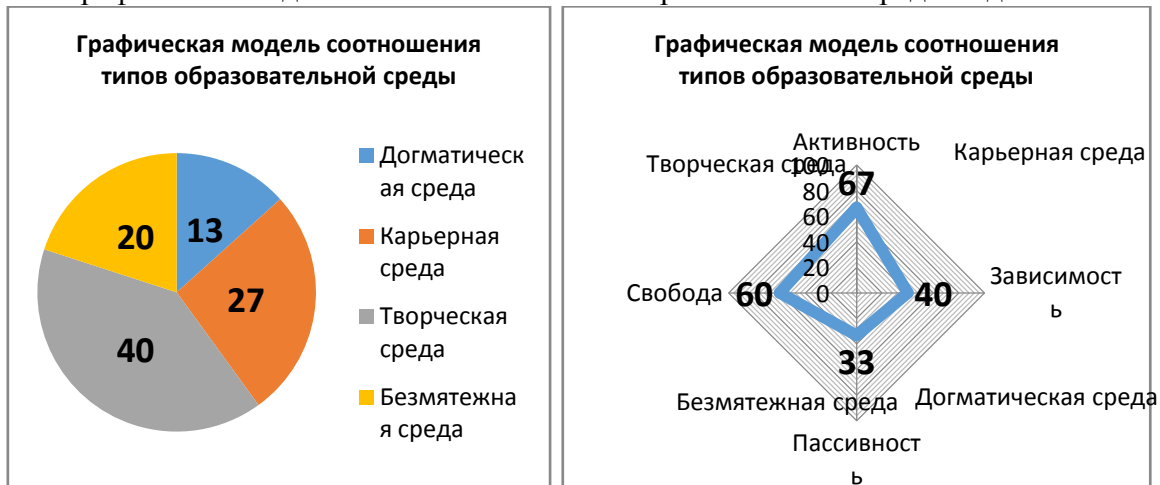 Графическая модель соотношения
типов образовательной среды
20
13
27
40
Догматическ
ая среда
Карьерная
среда
Творческая
среда
Безмятежна
я среда
Графическая модель соотношения
типов образовательной среды
Активность
Карьерная среда
Творческая среда
100
67
80
60
40
20
0
Свобода
60
40
Зависимост
ь
33
Безмятежная среда
Догматическая среда
Пассивност
ь